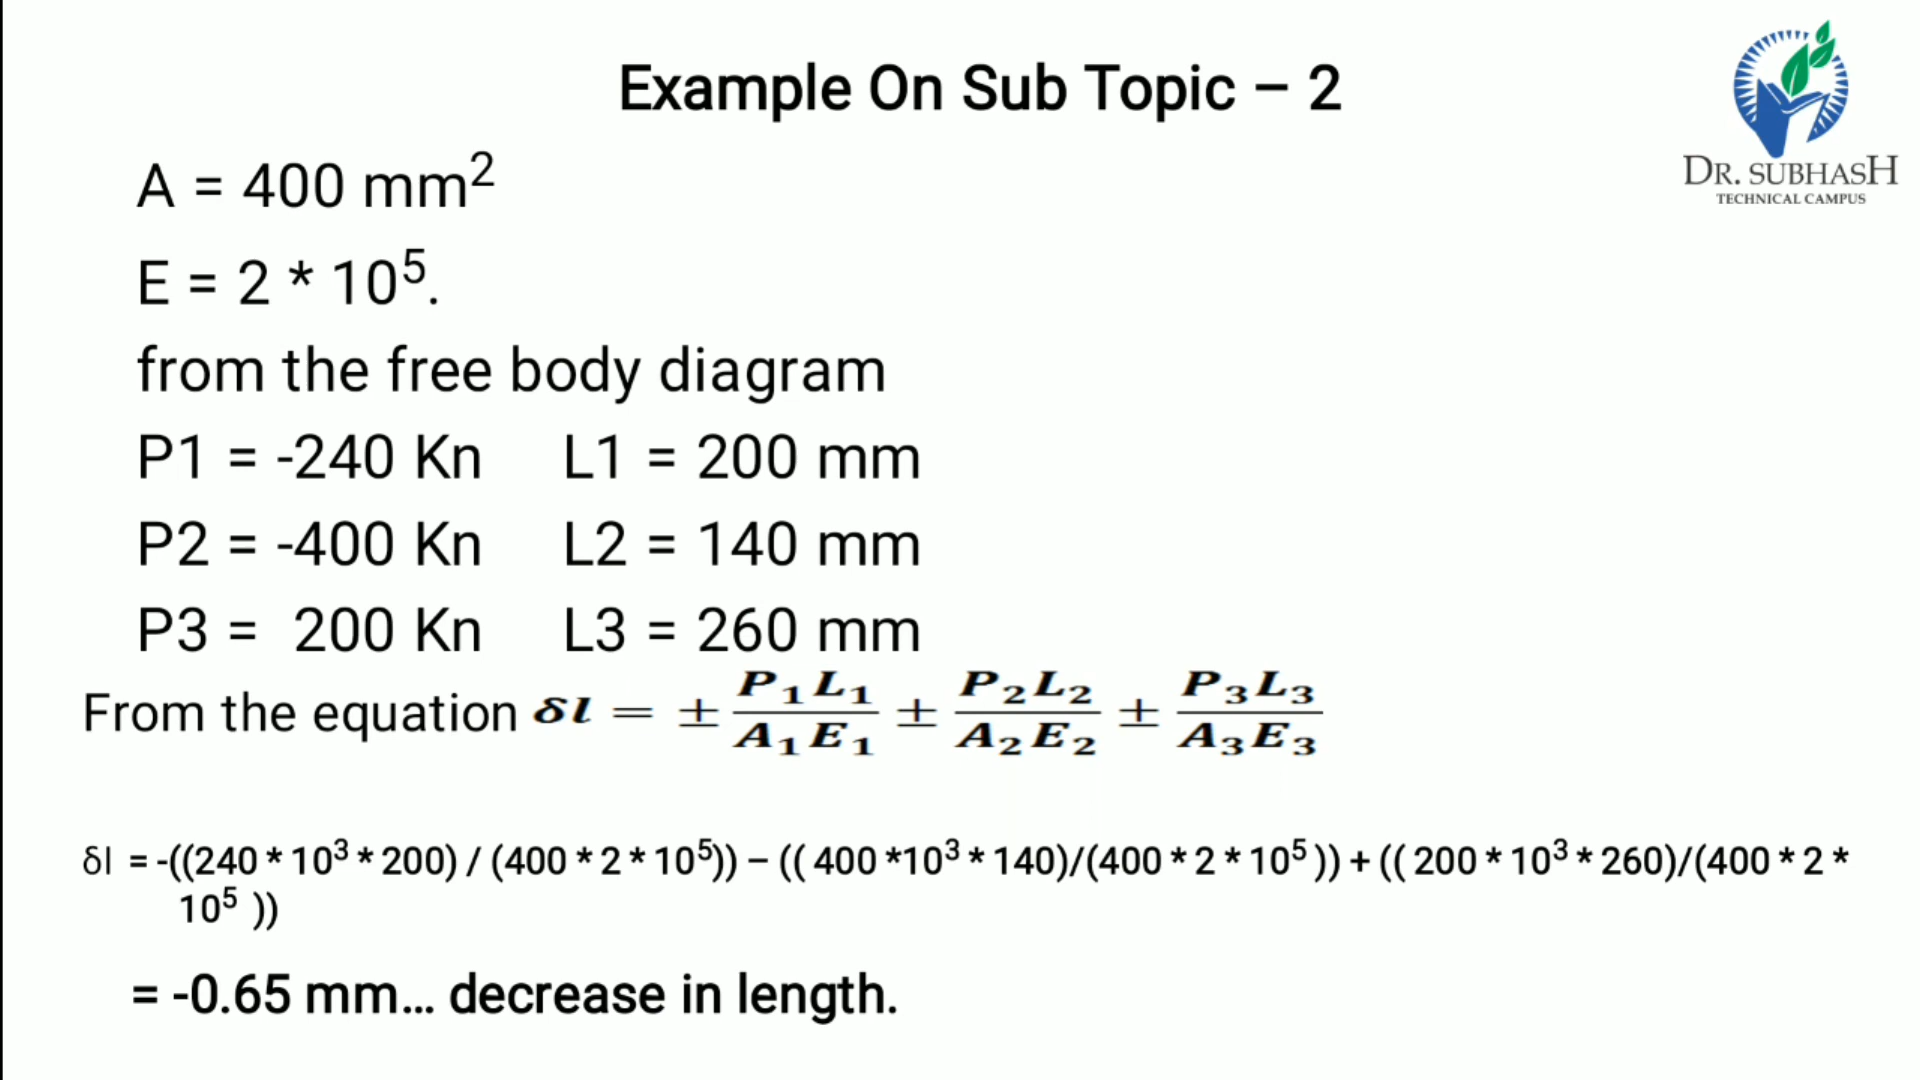 Example On Sub Topic – 2
DR. SUBHASH
TECHNICAL CAMPUS
A = 400 mm²
E = 2 * 10⁵.
from the free body diagram
P1 = -240 Kn L1 = 200 mm
P2 = -400 Kn L2 = 140 mm
P3 = 200 Kn L3 = 260 mm
From the equation δl = ± P₁L₁/A₁E₁ ± P₂L₂/A₂E₂ ± P₃L₃/A₃E₃
δl = -((240 * 10³ * 200) / (400 * 2 * 10⁵)) – (( 400 *10³ * 140)/(400 * 2 * 10⁵ )) + (( 200 * 10³ * 260)/(400 * 2 *
10⁵ ))
= -0.65 mm... decrease in length.